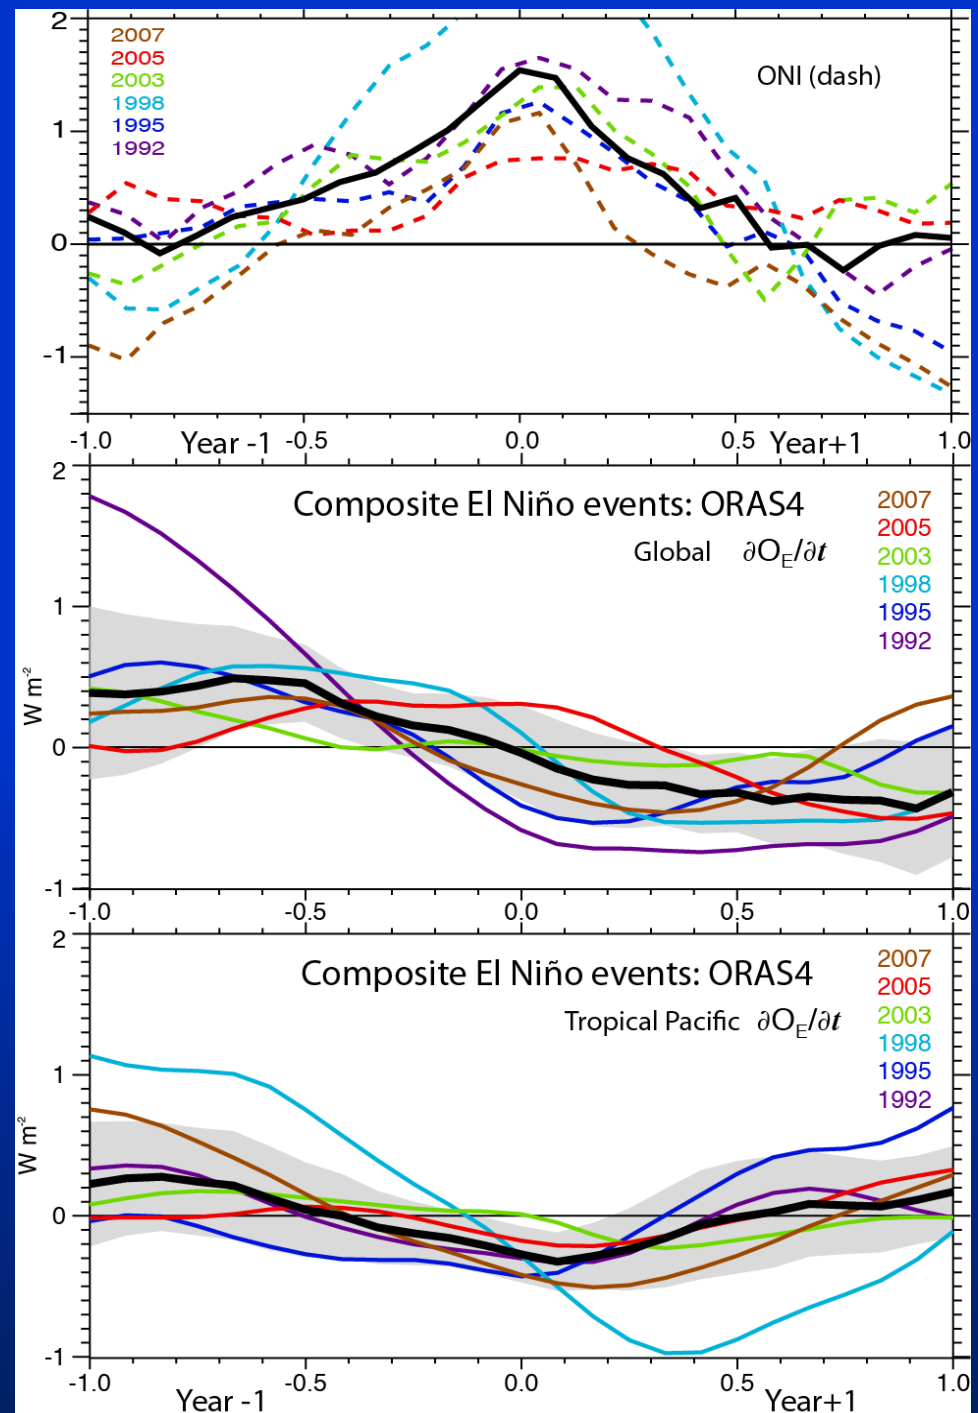 2
2007
2005
2003
1998
1995
1992
ONI (dash)
1
0
-1
-1.0 Year -1 -0.5 0.0 0.5 Year+1 1.0
2
Composite El Niño events: ORAS4
Global ∂O_E/∂t
2007
2005
2003
1998
1995
1992
1
W m⁻²
0
-1
-1.0 -0.5 0.0 0.5 1.0
2
Composite El Niño events: ORAS4
Tropical Pacific ∂O_E/∂t
2007
2005
2003
1998
1995
1992
1
W m⁻²
0
-1
-1.0 -0.5 0.0 0.5 1.0
Year -1 Year+1